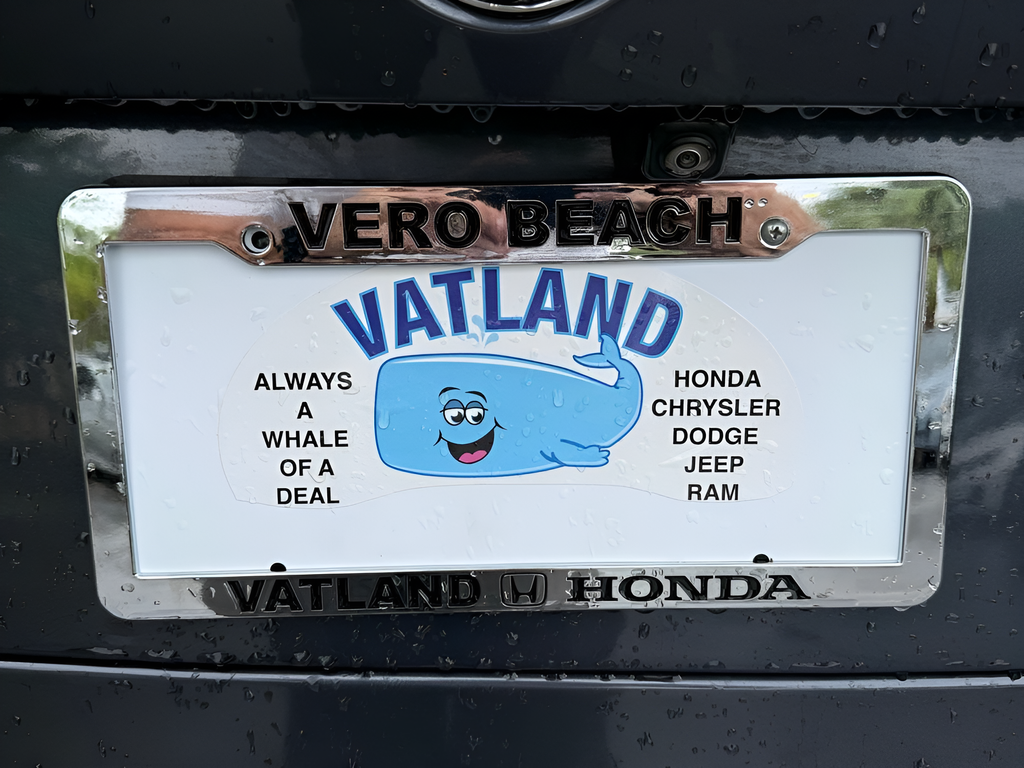 VERO BEACH
VATLAND
ALWAYS
A
WHALE
OF A
DEAL
HONDA
CHRYSLER
DODGE
JEEP
RAM
VATLAND HONDA